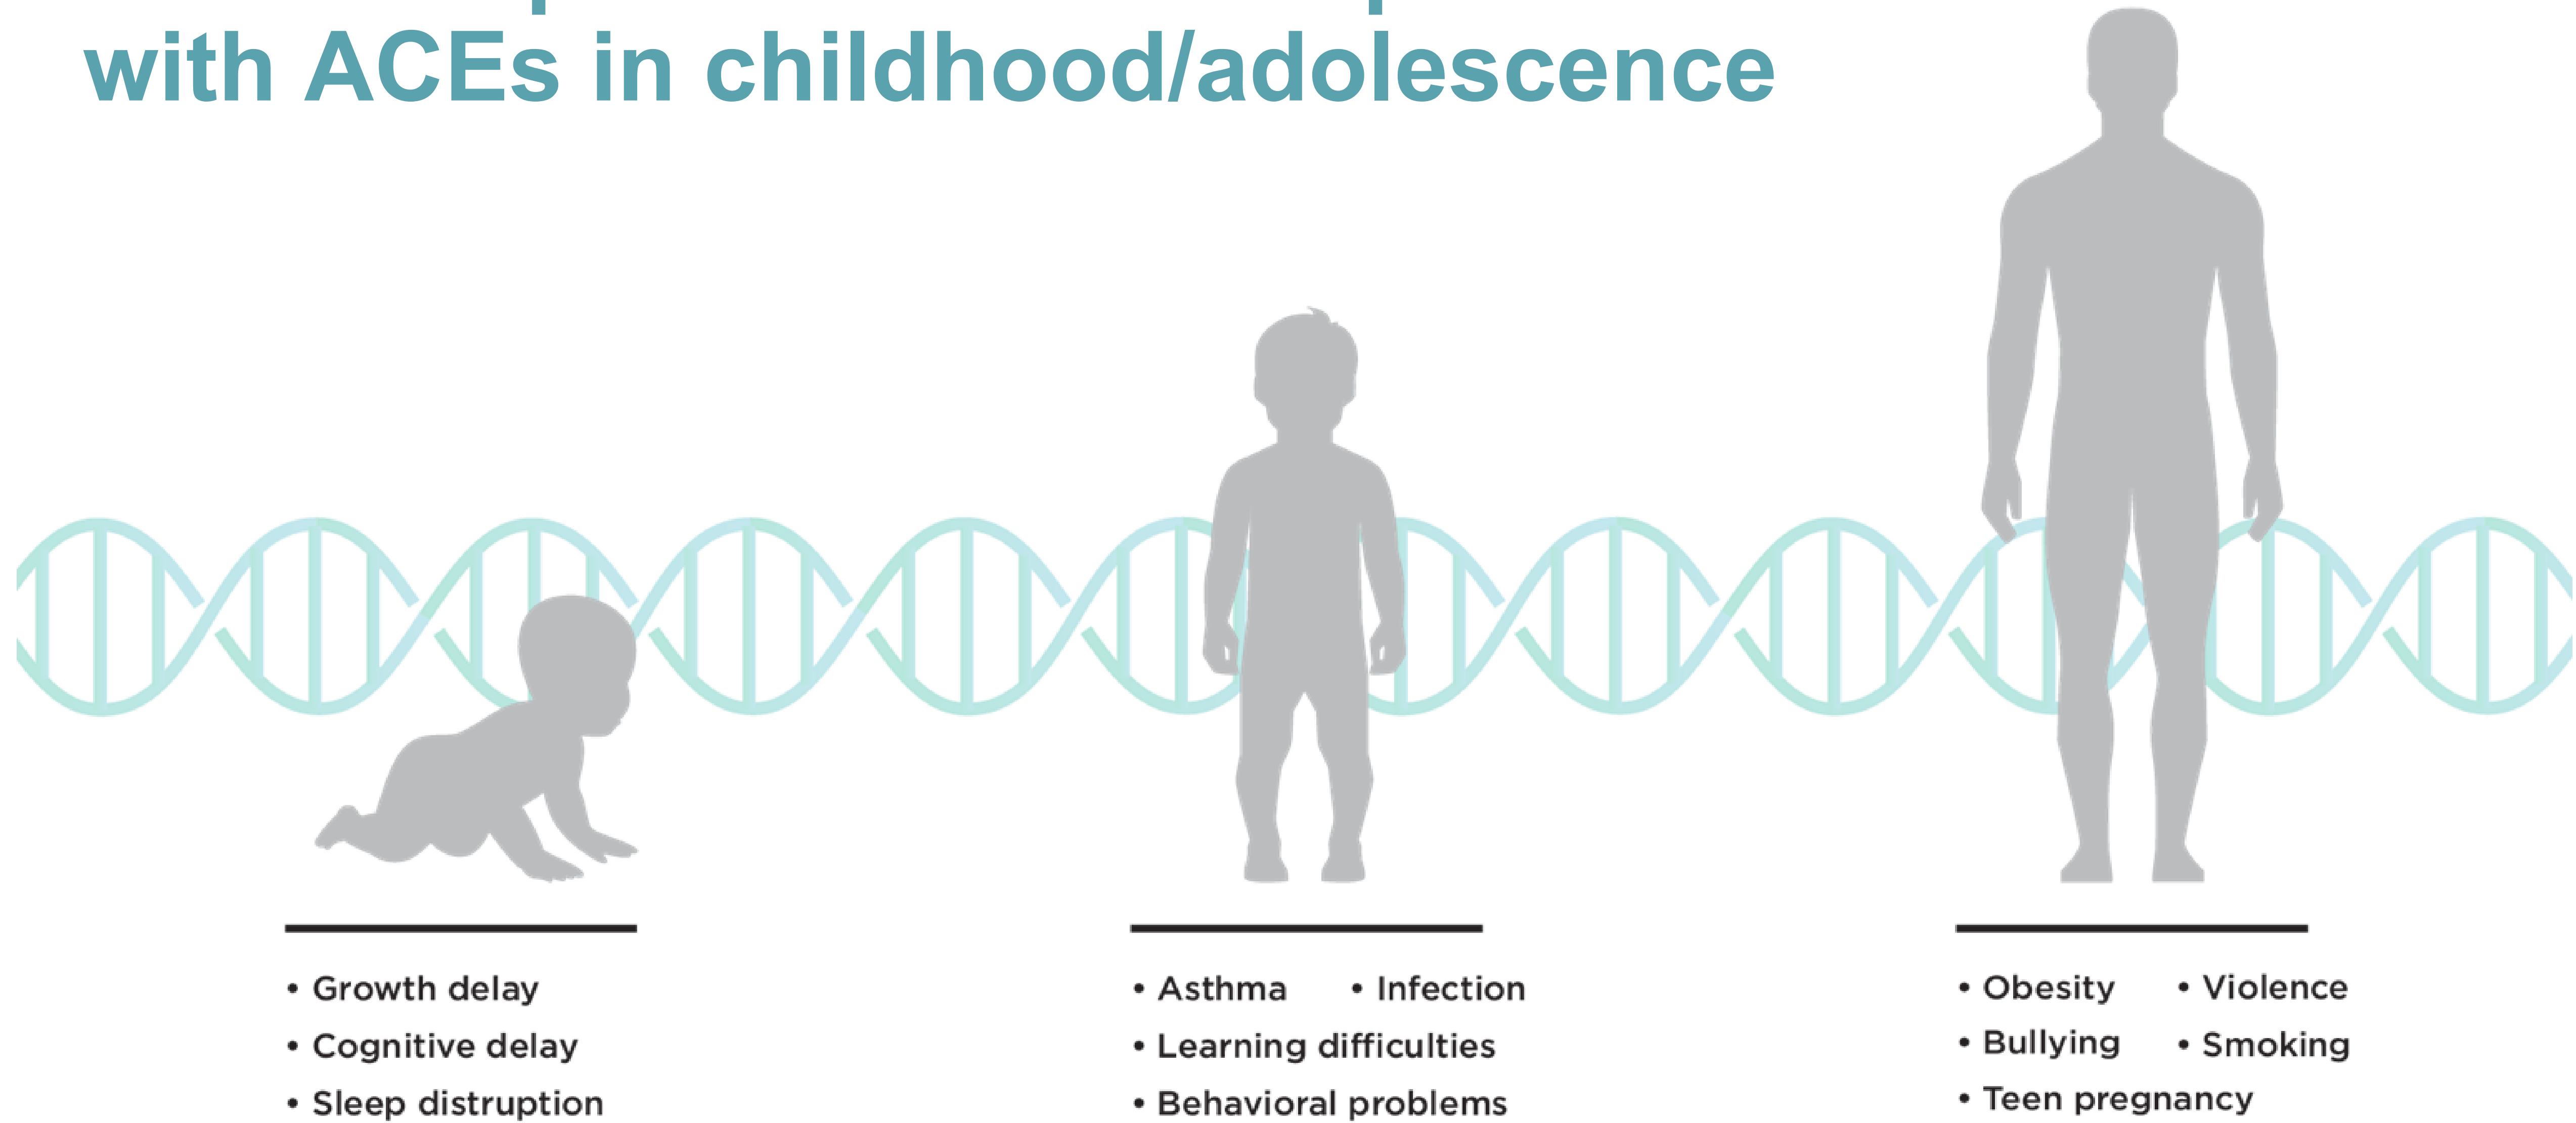 with ACEs in childhood/adolescence
• Growth delay
• Cognitive delay
• Sleep distruption
• Asthma • Infection
• Learning difficulties
• Behavioral problems
• Obesity • Violence
• Bullying • Smoking
• Teen pregnancy